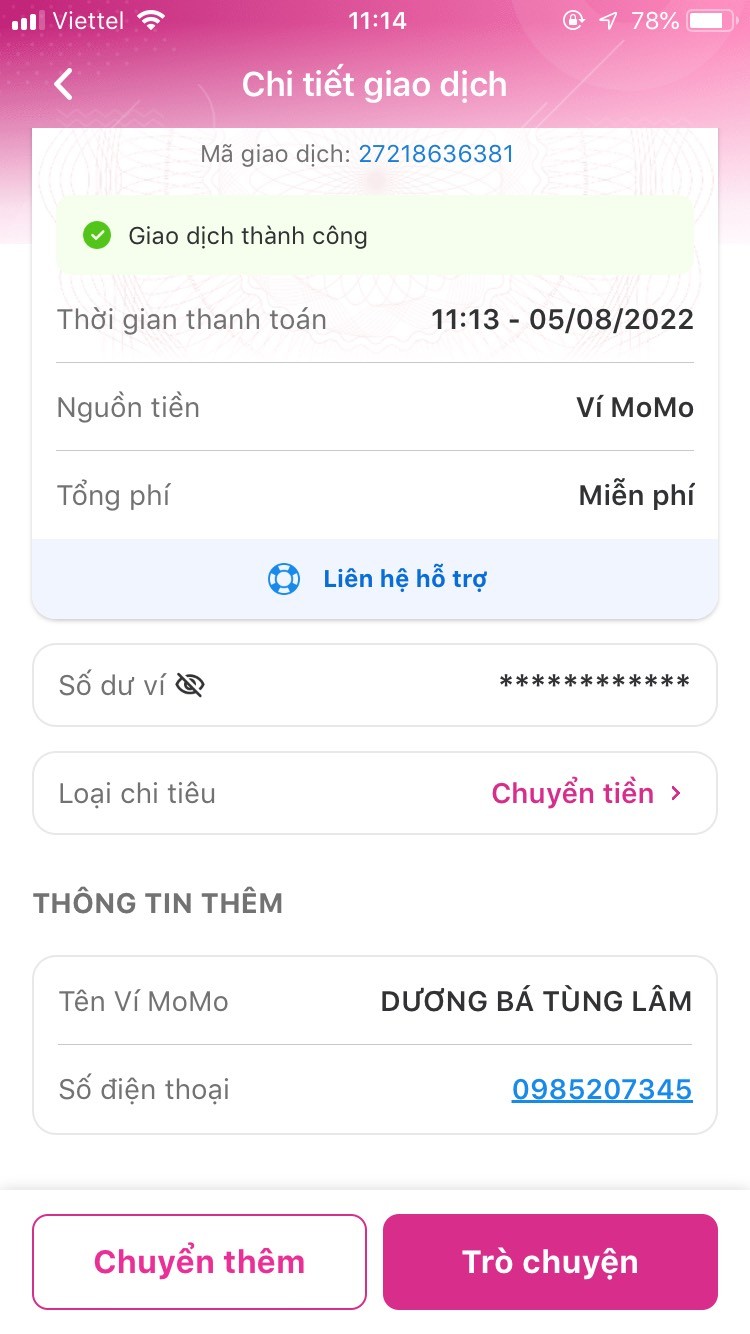 Viettel 11:14 78%
Chi tiết giao dịch
Mã giao dịch: 27218636381
Giao dịch thành công
Thời gian thanh toán 11:13 - 05/08/2022
Nguồn tiền Ví MoMo
Tổng phí Miễn phí
Liên hệ hỗ trợ
Số dư ví ************
Loại chi tiêu Chuyển tiền >
THÔNG TIN THÊM
Tên Ví MoMo DƯƠNG BÁ TÙNG LÂM
Số điện thoại 0985207345
Chuyển thêm Trò chuyện